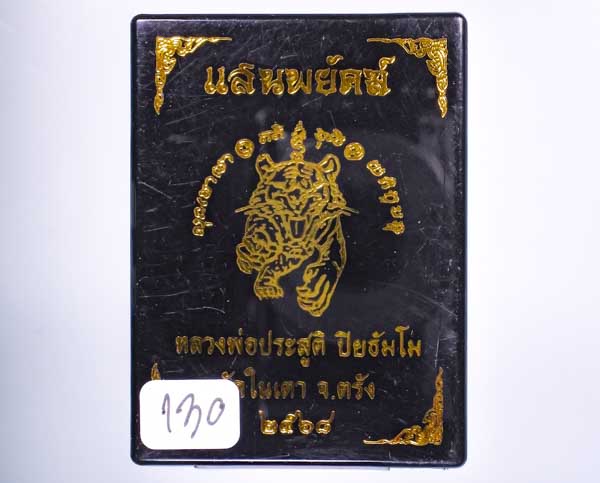 แสนพยัคฆ์
หลวงพ่อประสูติ ปิยธัมโม
วัดในเตา จ.ตรัง
๒๕๖๘
130